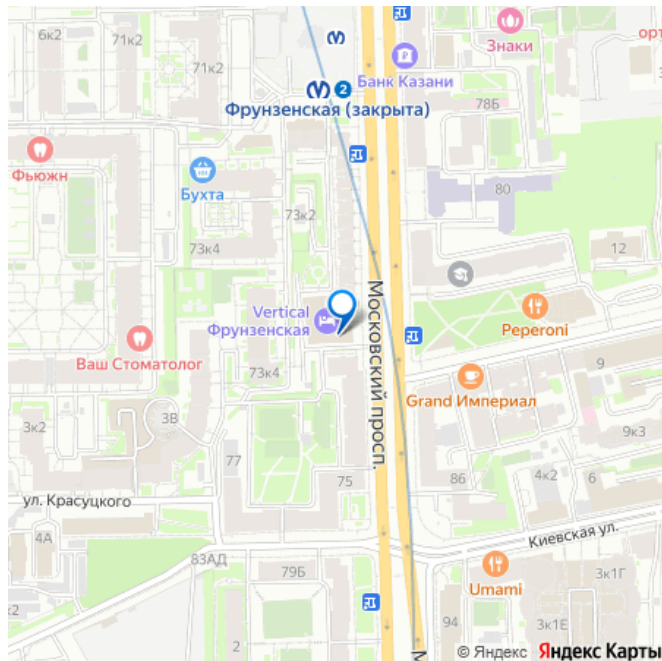 6к2
71к2
71к2
Знаки
орт
Банк Казани
2
Фрунзенская (закрыта)
78Б
Фьюжн
Бухта
80
73к2
73к4
12
Vertical
Фрунзенская
Московский просп.
Peperoni
Ваш Стоматолог
73к4
9
Grand Империал
3В
3к2
77
75
86
4к2
6
9к3
ул. Красуцкого
4А
Киевская ул.
83АД
79Б
Umami
3к1Г
2
94
3к1Е
М
© Яндекс Яндекс Карты